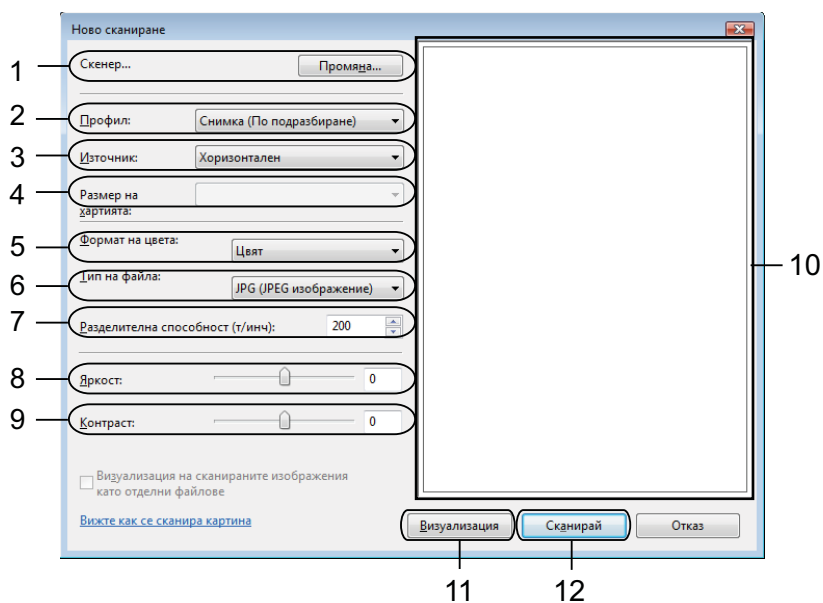 Ново сканиране
1 Скенер... Промяна...
2 Профил: Снимка (По подразбиране)
3 Източник: Хоризонтален
4 Размер на
хартията:
5 Формат на цвета: Цвят
6 Тип на файла: JPG (JPEG изображение)
7 Разделителна способност (т/инч): 200
8 Яркост: 0
9 Контраст: 0
10
Визуализация на сканираните изображения
като отделни файлове
Вижте как се сканира картина
Визуализация Сканирай Отказ
11 12